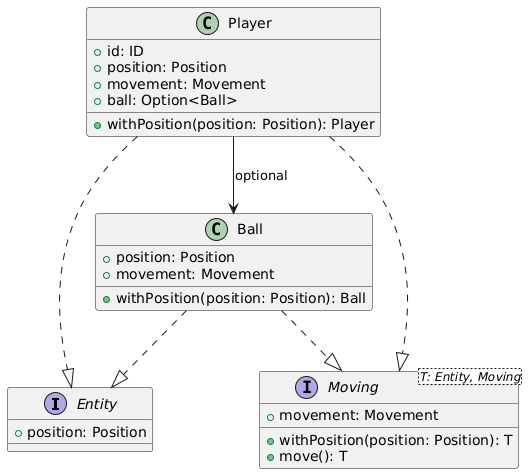 C Player
+ id: ID
+ position: Position
+ movement: Movement
+ ball: Option<Ball>
+ withPosition(position: Position): Player
optional
C Ball
+ position: Position
+ movement: Movement
+ withPosition(position: Position): Ball
I Entity
+ position: Position
I Moving
T: Entity, Moving
+ movement: Movement
+ withPosition(position: Position): T
+ move(): T